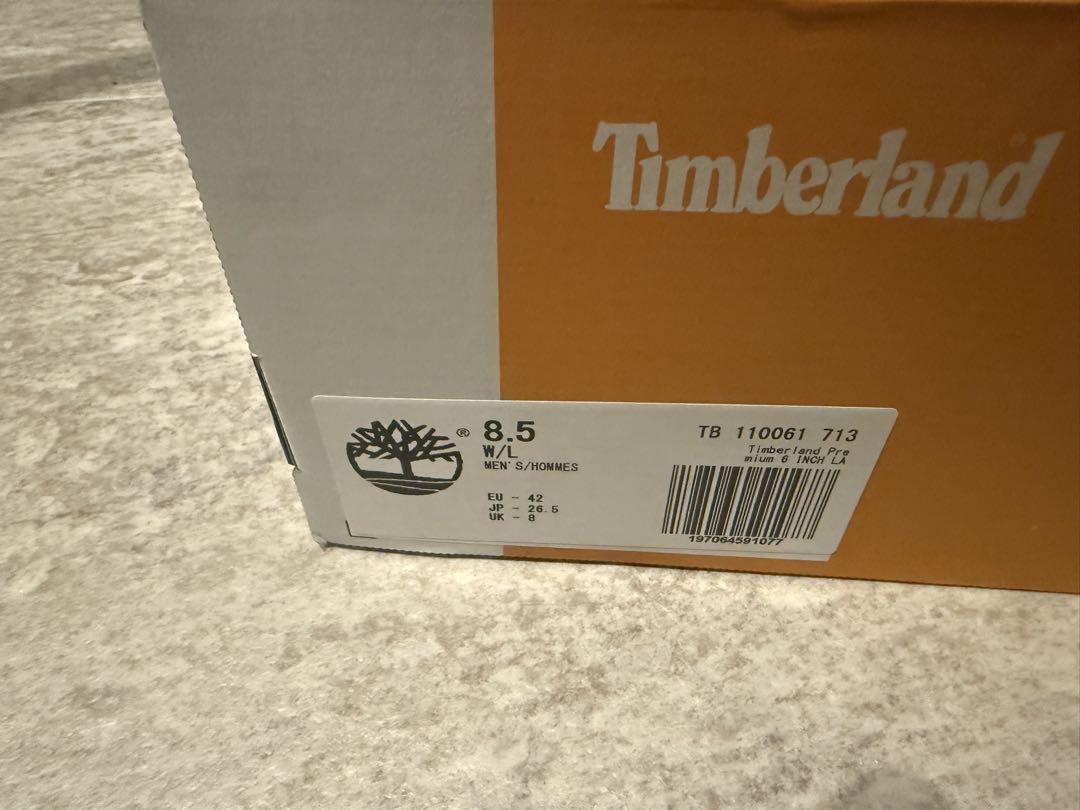 Timberland
®
8.5
W/L
MEN'S/HOMMES
EU - 42
JP - 26.5
UK - 8
TB 110061 713
Timberland Pre
mium 6 INCH LA
197064591077